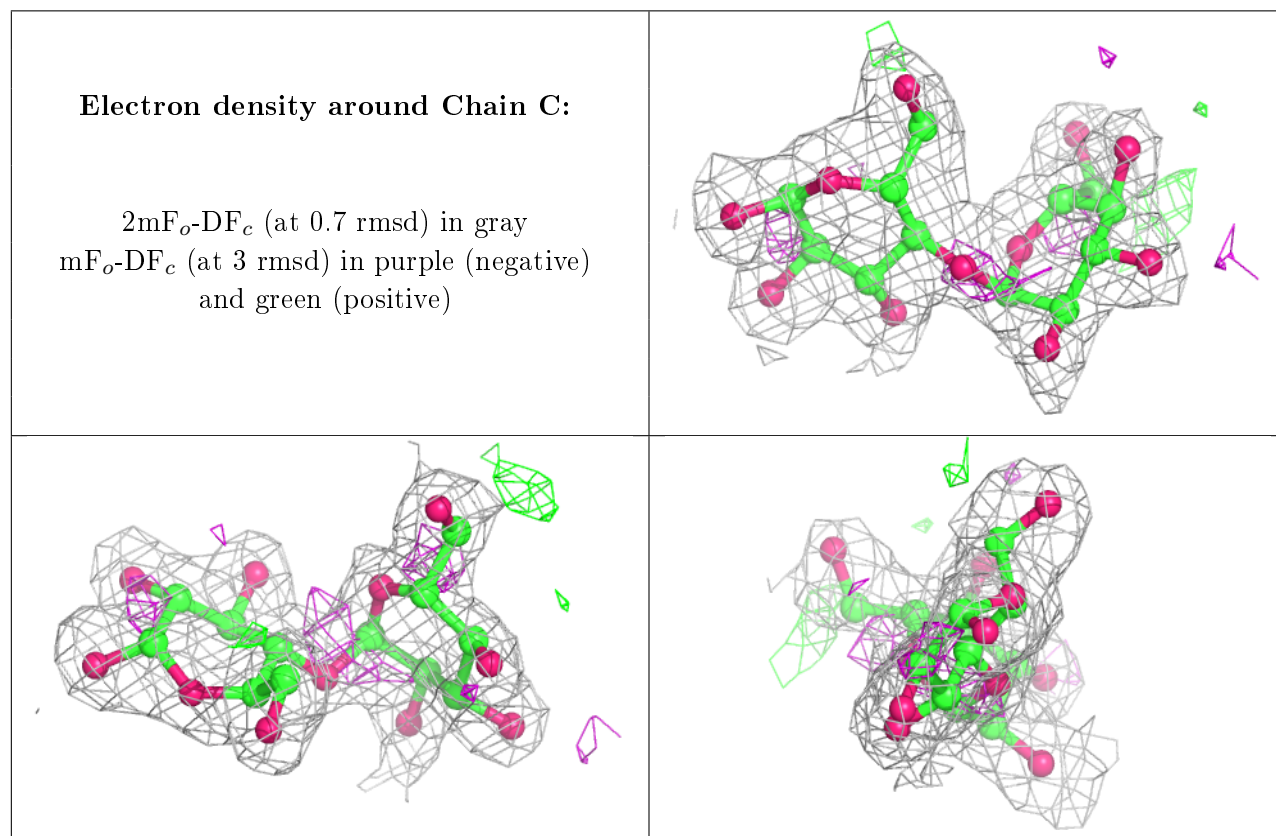 Electron density around Chain C:
2mFo-DFc (at 0.7 rmsd) in gray
mFo-DFc (at 3 rmsd) in purple (negative)
and green (positive)